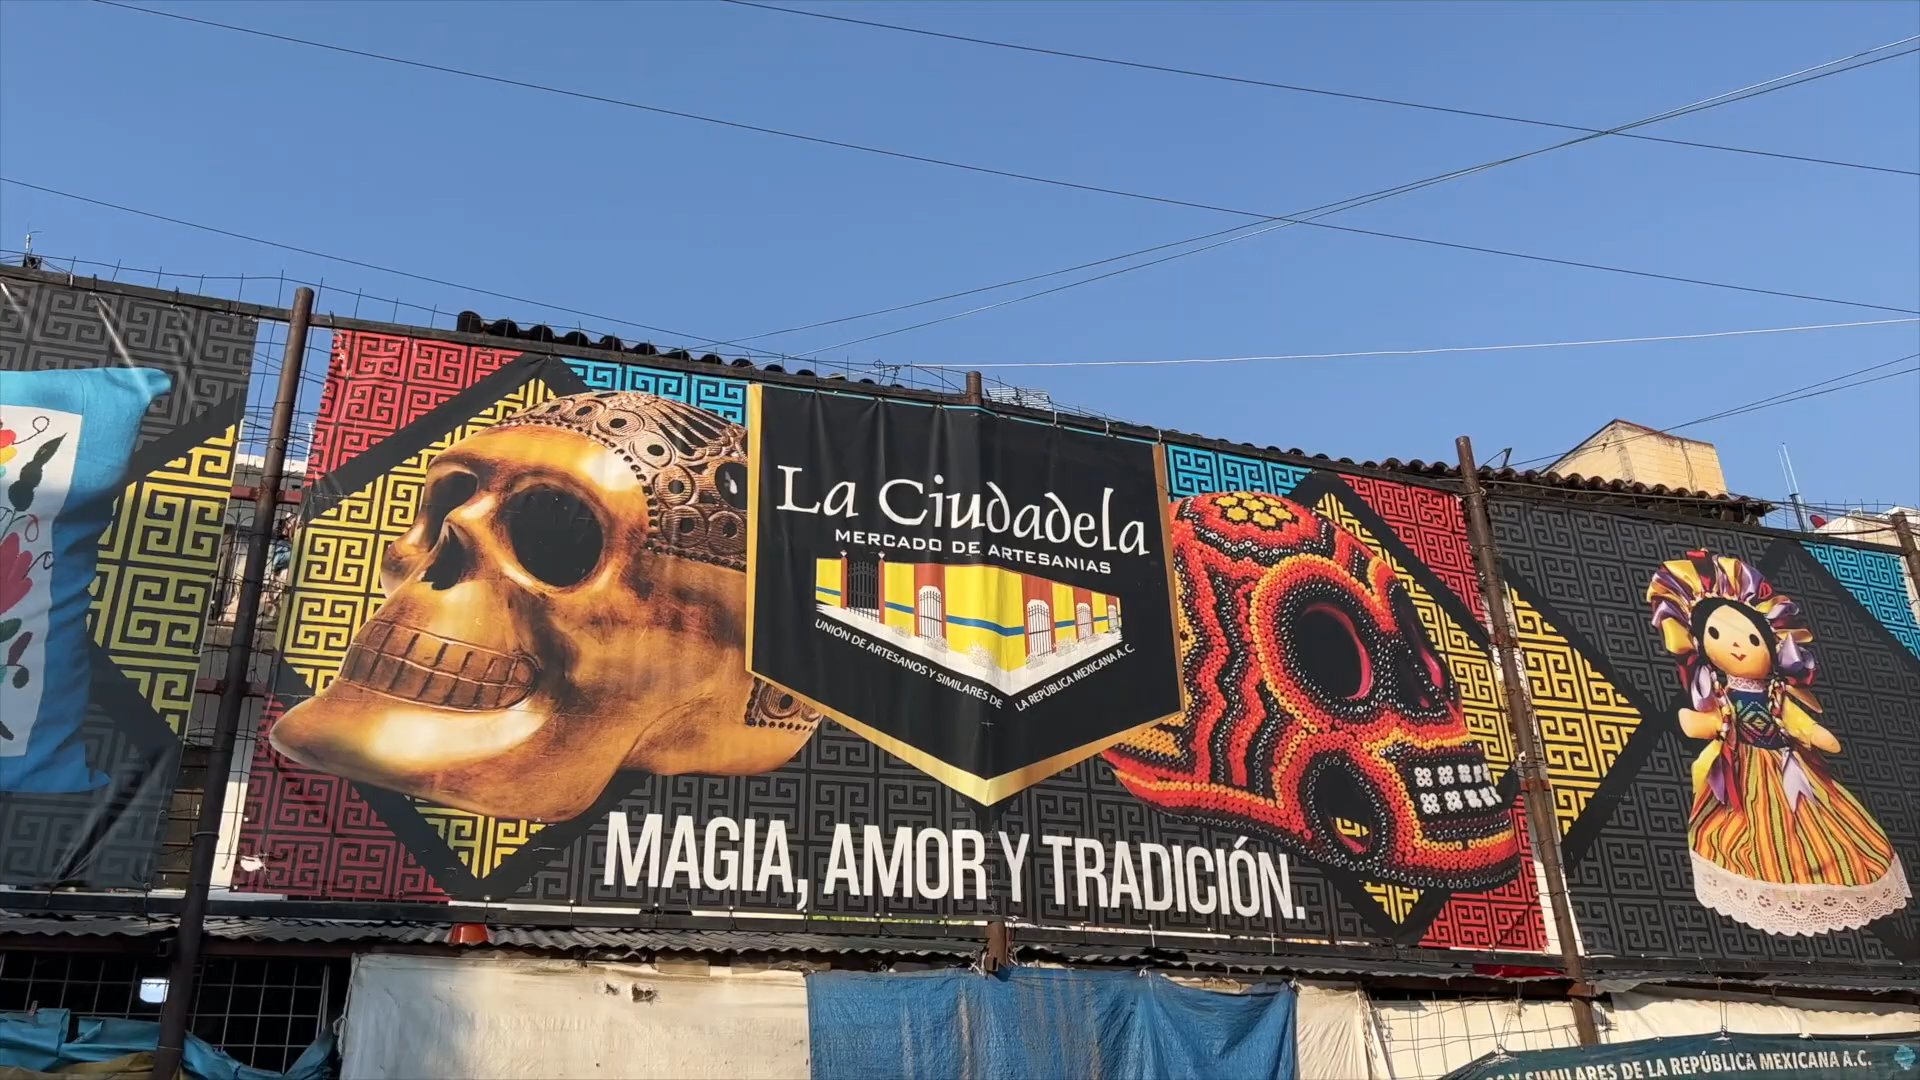 La Ciudadela
MERCADO DE ARTESANIAS
UNIÓN DE ARTESANOS Y SIMILARES DE LA REPÚBLICA MEXICANA A.C.
MAGIA, AMOR Y TRADICIÓN.
Y SIMILARES DE LA REPÚBLICA MEXICANA A.C.